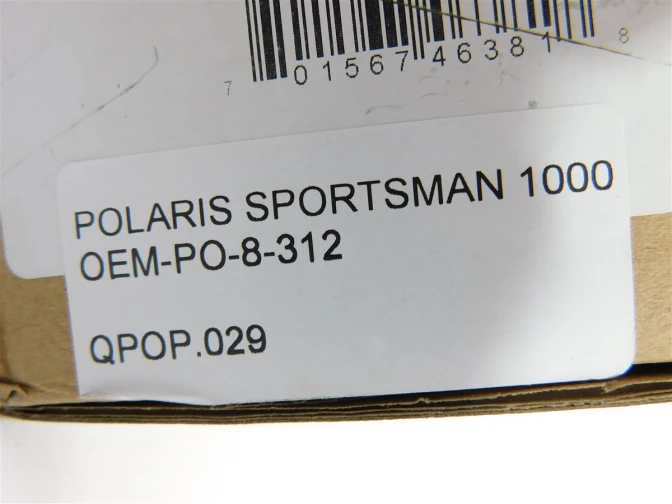 7 01567 46381 8
POLARIS SPORTSMAN 1000
OEM-PO-8-312
QPOP.029